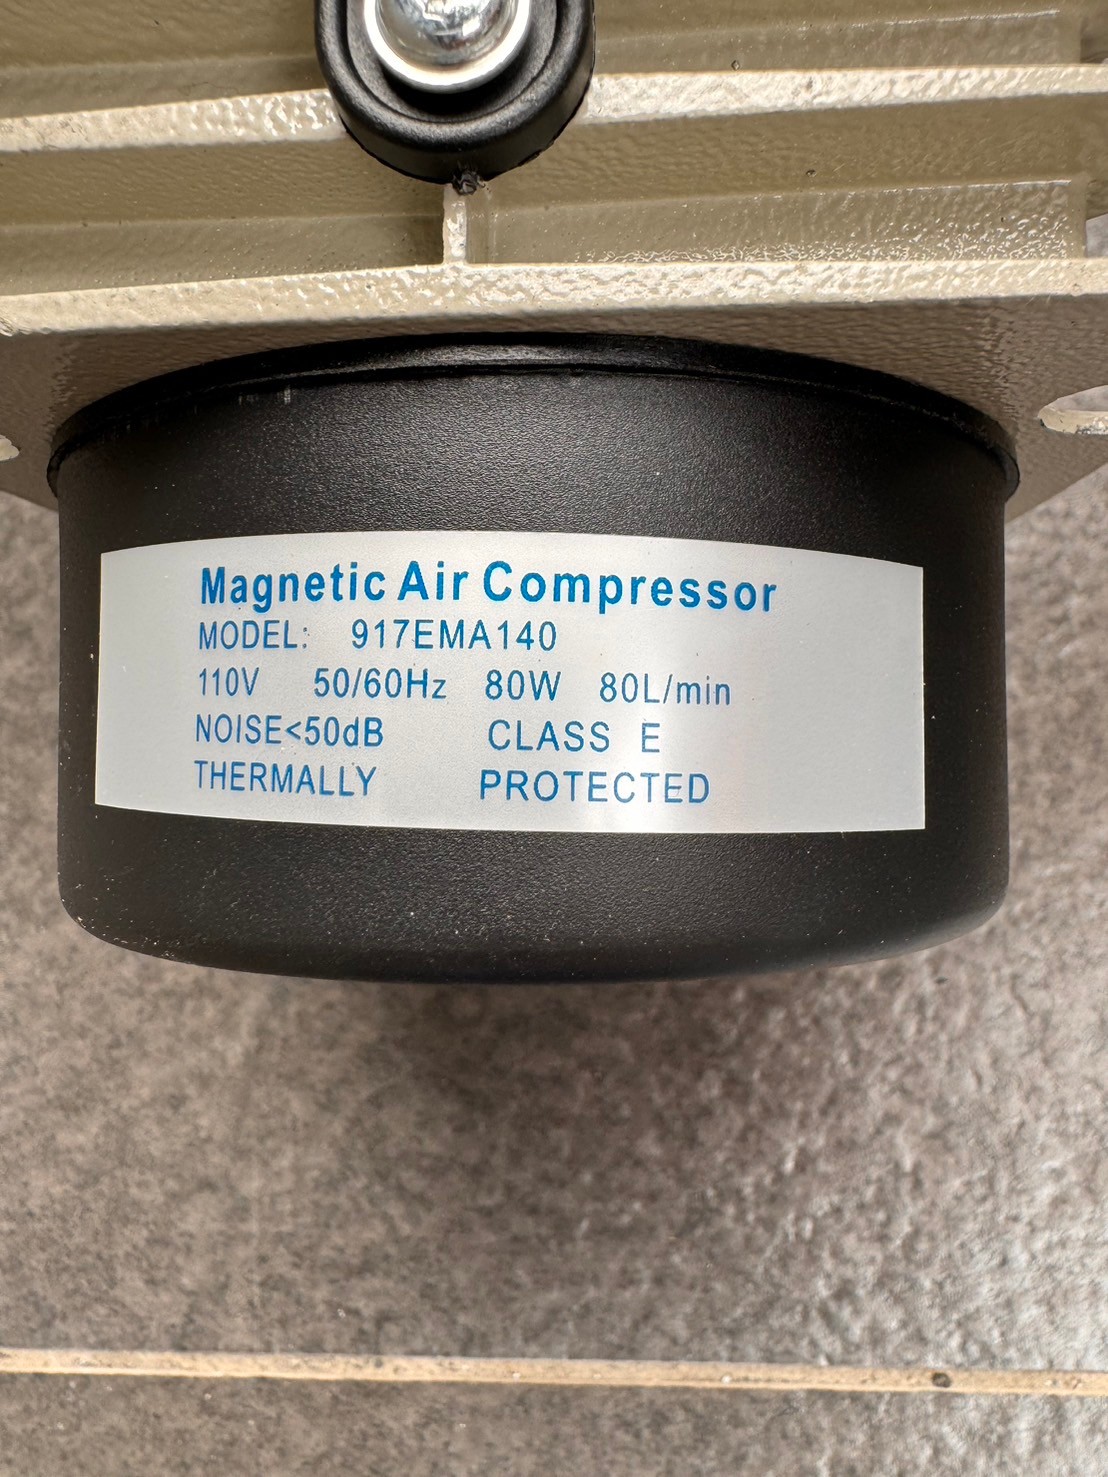 Magnetic Air Compressor
MODEL: 917EMA140
110V 50/60Hz 80W 80L/min
NOISE<50dB CLASS E
THERMALLY PROTECTED